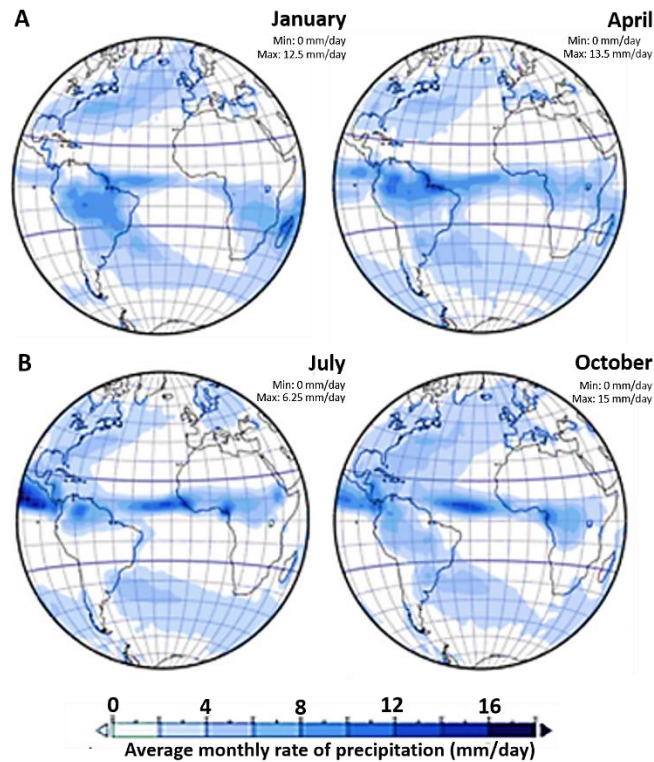 A
January
Min: 0 mm/day
Max: 12.5 mm/day
April
Min: 0 mm/day
Max: 13.5 mm/day
B
July
Min: 0 mm/day
Max: 6.25 mm/day
October
Min: 0 mm/day
Max: 15 mm/day
0 4 8 12 16
Average monthly rate of precipitation (mm/day)